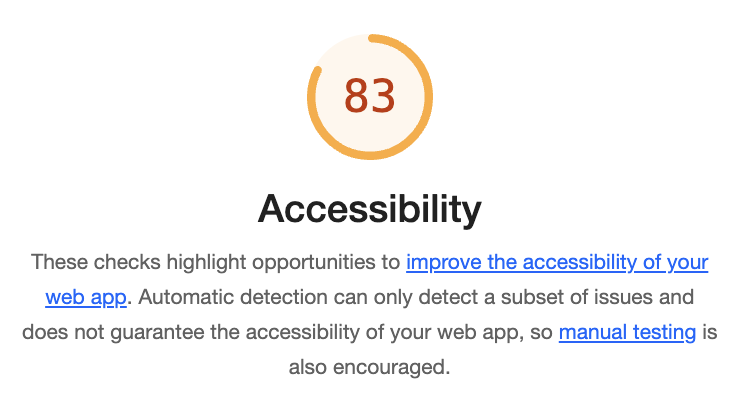 83
Accessibility
These checks highlight opportunities to improve the accessibility of your
web app. Automatic detection can only detect a subset of issues and
does not guarantee the accessibility of your web app, so manual testing is
also encouraged.